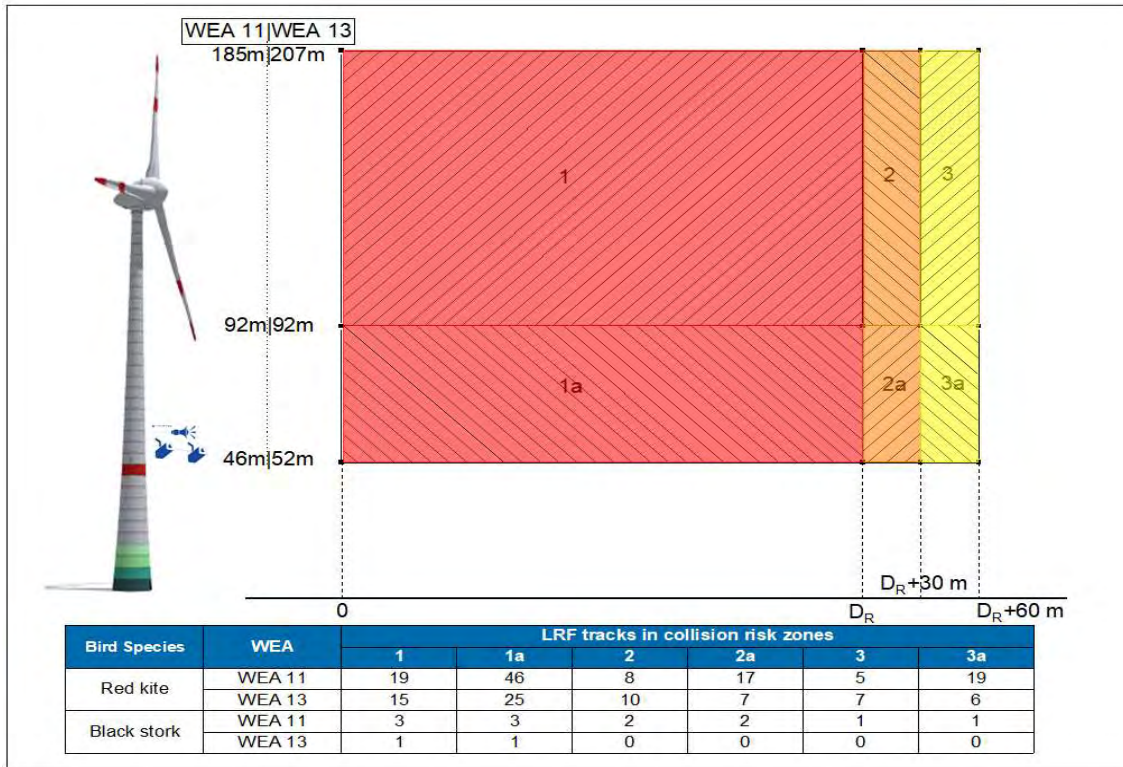 WEA 11|WEA 13
185m|207m
1
2
3
92m|92m
1a
2a
3a
46m|52m
D_R+30 m
0
D_R
D_R+60 m
Bird Species WEA LRF tracks in collision risk zones
1 1a 2 2a 3 3a
Red kite WEA 11 19 46 8 17 5 19
WEA 13 15 25 10 7 7 6
Black stork WEA 11 3 3 2 2 1 1
WEA 13 1 1 0 0 0 0